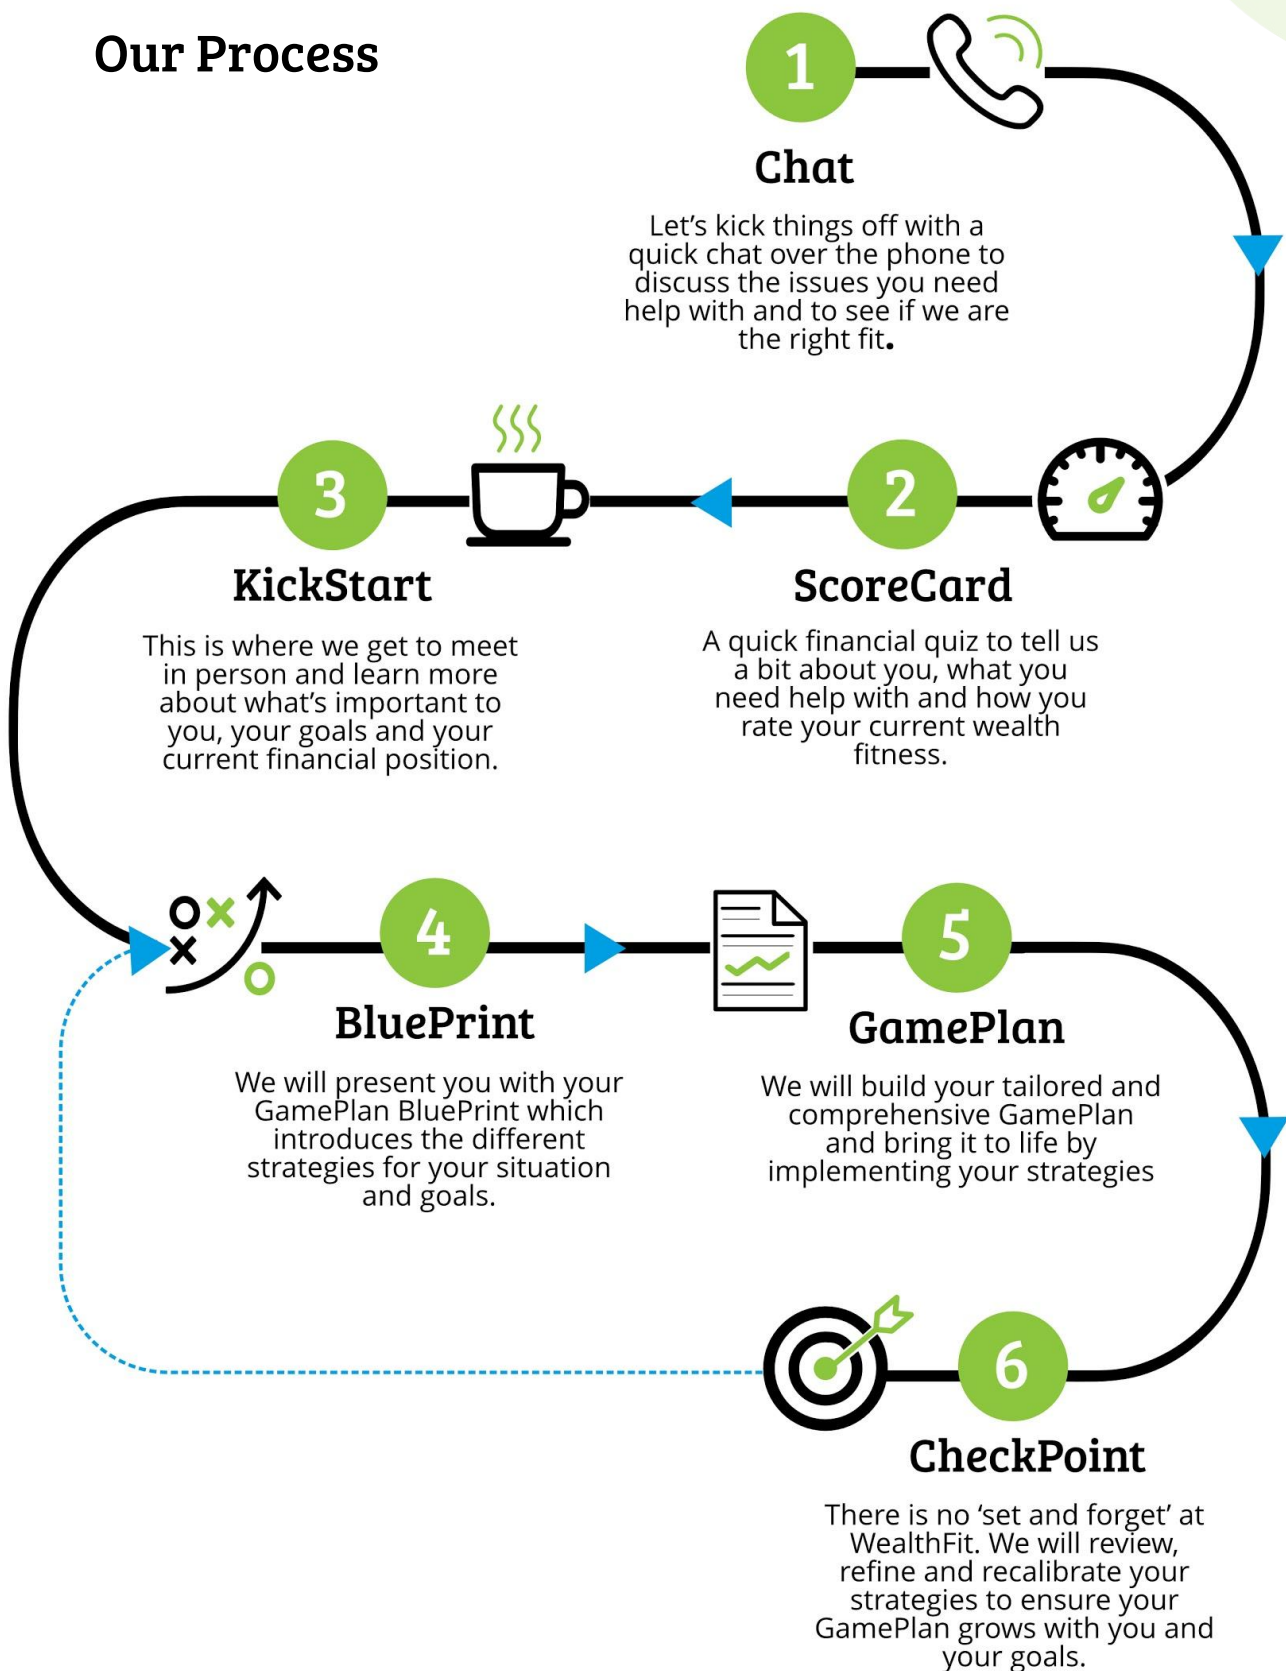 Our Process
1
Chat
Let’s kick things off with a
quick chat over the phone to
discuss the issues you need
help with and to see if we are
the right fit.
2
ScoreCard
A quick financial quiz to tell us
a bit about you, what you
need help with and how you
rate your current wealth
fitness.
3
KickStart
This is where we get to meet
in person and learn more
about what’s important to
you, your goals and your
current financial position.
4
BluePrint
We will present you with your
GamePlan BluePrint which
introduces the different
strategies for your situation
and goals.
5
GamePlan
We will build your tailored and
comprehensive GamePlan
and bring it to life by
implementing your strategies
6
CheckPoint
There is no ‘set and forget’ at
WealthFit. We will review,
refine and recalibrate your
strategies to ensure your
GamePlan grows with you and
your goals.